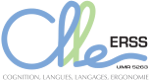 Clle ERSS
UMR 5263
COGNITION, LANGUES, LANGAGES, ERGONOMIE